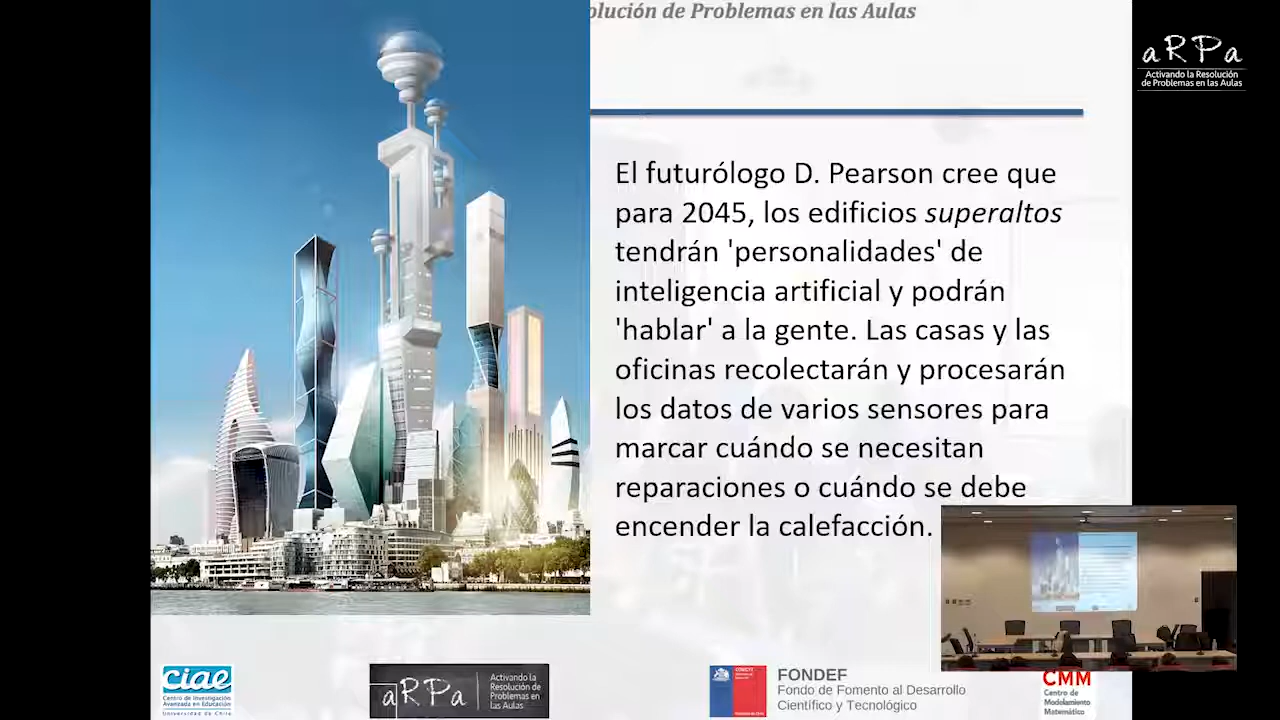 olución de Problemas en las Aulas
aRPa
Activando la Resolución
de Problemas en las Aulas
El futurólogo D. Pearson cree que
para 2045, los edificios superaltos
tendrán 'personalidades' de
inteligencia artificial y podrán
'hablar' a la gente. Las casas y las
oficinas recolectarán y procesarán
los datos de varios sensores para
marcar cuándo se necesitan
reparaciones o cuándo se debe
encender la calefacción.
ciae
Centro de Investigación
Avanzada en Educación
Universidad de Chile
aRPa
Activando la
Resolución de
Problemas en
las Aulas
FONDEF
Fondo de Fomento al Desarrollo
Científico y Tecnológico
CMM
Centro de
Modelamiento
Matemático